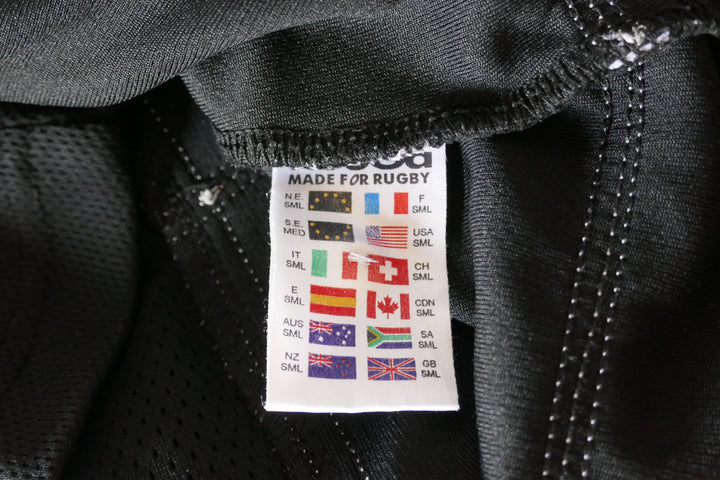 MADE FOR RUGBY
N.E. SML F SML
S.E. MED USA SML
IT SML CH SML
E SML CDN SML
AUS SML SA SML
NZ SML GB SML